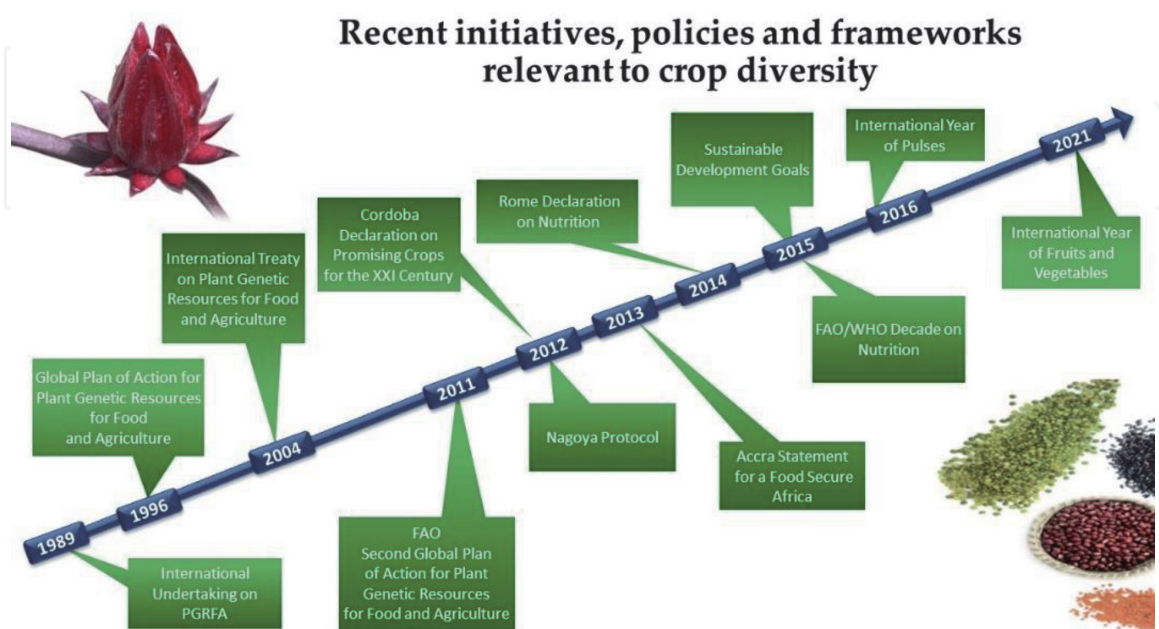 Recent initiatives, policies and frameworks
relevant to crop diversity
1989
International
Undertaking on
PGRFA
1996
Global Plan of Action for
Plant Genetic Resources
for Food
and Agriculture
2004
International Treaty
on Plant Genetic
Resources for Food
and Agriculture
2011
FAO
Second Global Plan
of Action for Plant
Genetic Resources
for Food and Agriculture
2012
Cordoba
Declaration on
Promising Crops
for the XXI Century
Nagoya Protocol
2013
Accra Statement
for a Food Secure
Africa
2014
Rome Declaration
on Nutrition
2015
Sustainable
Development Goals
FAO/WHO Decade on
Nutrition
2016
International Year
of Pulses
2021
International Year
of Fruits and
Vegetables